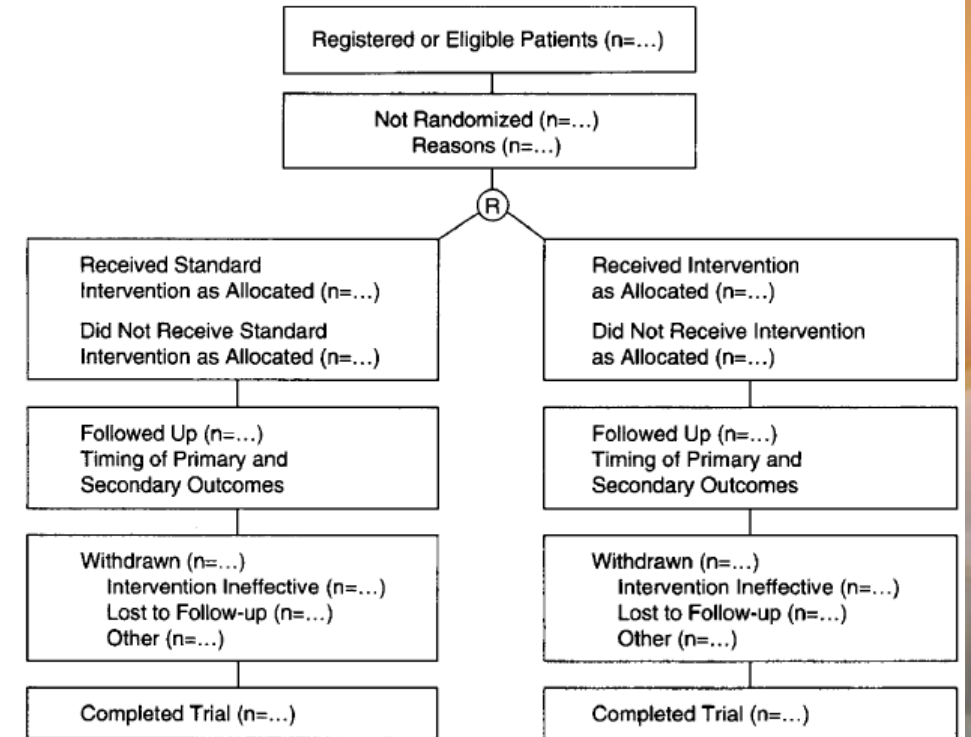 Registered or Eligible Patients (n=...)
Not Randomized (n=...)
Reasons (n=...)
R
Received Standard
Intervention as Allocated (n=...)
Did Not Receive Standard
Intervention as Allocated (n=...)
Received Intervention
as Allocated (n=...)
Did Not Receive Intervention
as Allocated (n=...)
Followed Up (n=...)
Timing of Primary and
Secondary Outcomes
Followed Up (n=...)
Timing of Primary and
Secondary Outcomes
Withdrawn (n=...)
Intervention Ineffective (n=...)
Lost to Follow-up (n=...)
Other (n=...)
Withdrawn (n=...)
Intervention Ineffective (n=...)
Lost to Follow-up (n=...)
Other (n=...)
Completed Trial (n=...)
Completed Trial (n=...)